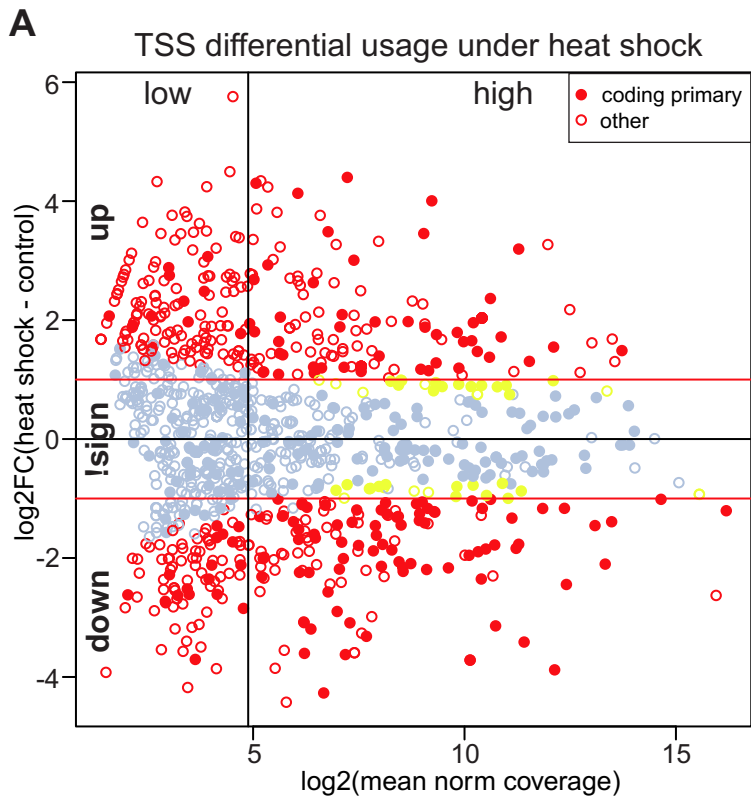 A
TSS differential usage under heat shock
low
high
coding primary
other
up
!sign
down
log2FC(heat shock - control)
6
4
2
0
-2
-4
5
10
15
log2(mean norm coverage)